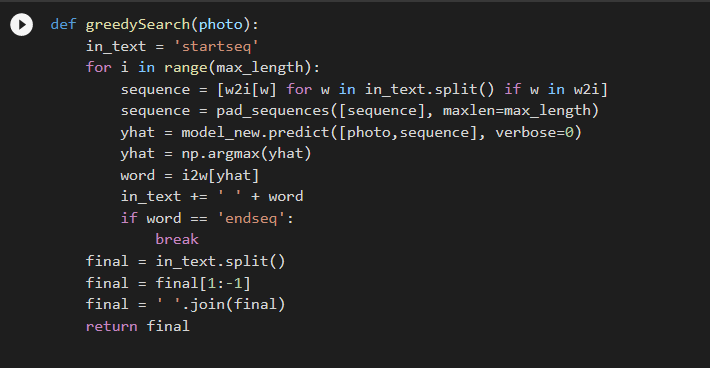 def greedySearch(photo):
    in_text = 'startseq'
    for i in range(max_length):
        sequence = [w2i[w] for w in in_text.split() if w in w2i]
        sequence = pad_sequences([sequence], maxlen=max_length)
        yhat = model_new.predict([photo,sequence], verbose=0)
        yhat = np.argmax(yhat)
        word = i2w[yhat]
        in_text += ' ' + word
        if word == 'endseq':
            break
    final = in_text.split()
    final = final[1:-1]
    final = ' '.join(final)
    return final